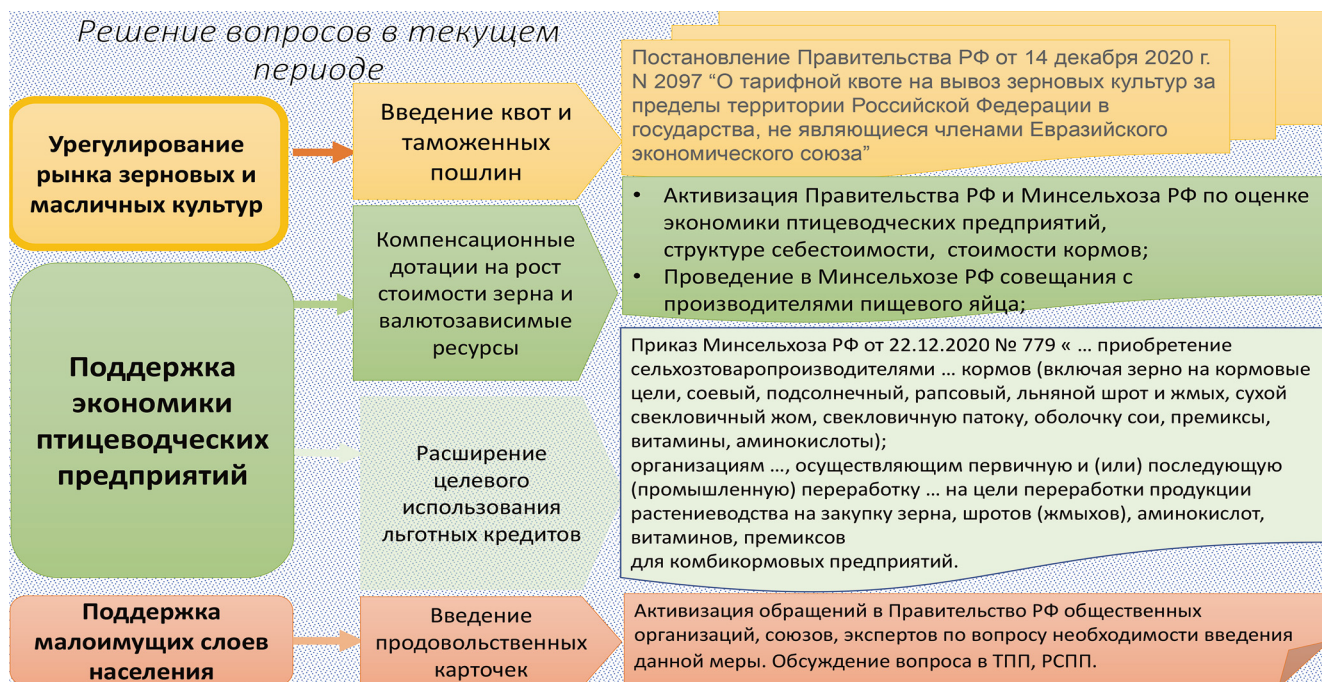 Решение вопросов в текущем
периоде
Урегулирование
рынка зерновых и
масличных культур
Введение квот и
таможенных
пошлин
Постановление Правительства РФ от 14 декабря 2020 г.
N 2097 “О тарифной квоте на вывоз зерновых культур за
пределы территории Российской Федерации в
государства, не являющиеся членами Евразийского
экономического союза”
Поддержка
экономики
птицеводческих
предприятий
Компенсационные
дотации на рост
стоимости зерна и
валютозависимые
ресурсы
• Активизация Правительства РФ и Минсельхоза РФ по оценке
экономики птицеводческих предприятий,
структуре себестоимости, стоимости кормов;
• Проведение в Минсельхозе РФ совещания с
производителями пищевого яйца;
Расширение
целевого
использования
льготных кредитов
Приказ Минсельхоза РФ от 22.12.2020 № 779 « ... приобретение
сельхозтоваропроизводителями ... кормов (включая зерно на кормовые
цели, соевый, подсолнечный, рапсовый, льняной шрот и жмых, сухой
свекловичный жом, свекловичную патоку, оболочку сои, премиксы,
витамины, аминокислоты);
организациям ..., осуществляющим первичную и (или) последующую
(промышленную) переработку ... на цели переработки продукции
растениеводства на закупку зерна, шротов (жмыхов), аминокислот,
витаминов, премиксов
для комбикормовых предприятий.
Поддержка
малоимущих слоев
населения
Введение
продовольственных
карточек
Активизация обращений в Правительство РФ общественных
организаций, союзов, экспертов по вопросу необходимости введения
данной меры. Обсуждение вопроса в ТПП, РСПП.